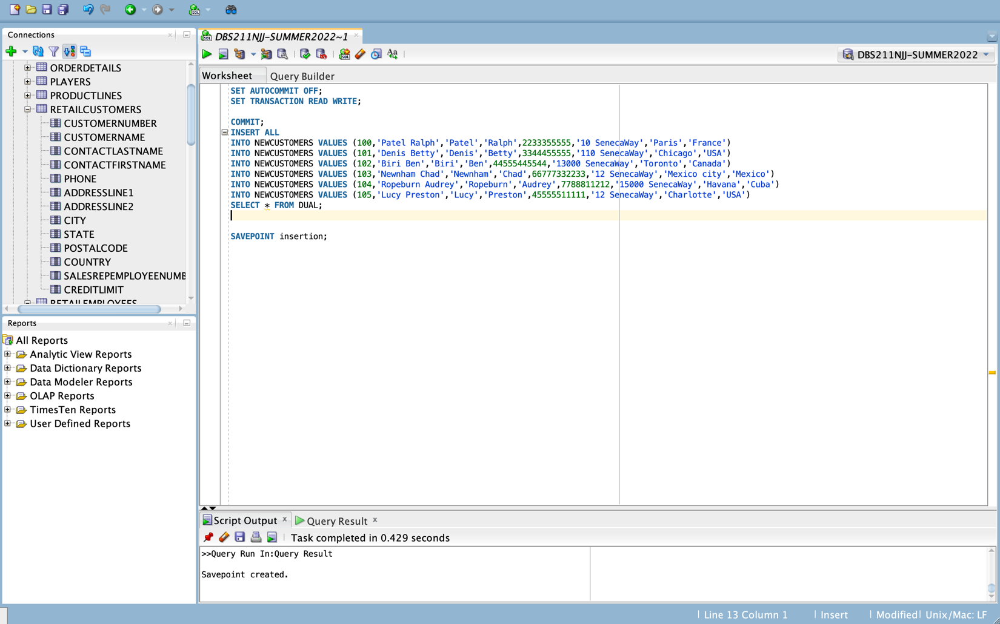 Connections
ORDERDETAILS
PLAYERS
PRODUCTLINES
RETAILCUSTOMERS
CUSTOMERNUMBER
CUSTOMERNAME
CONTACTLASTNAME
CONTACTFIRSTNAME
PHONE
ADDRESSLINE1
ADDRESSLINE2
CITY
STATE
POSTALCODE
COUNTRY
SALESREPEMPLOYEENUMB
CREDITLIMIT
RETAILEMPLOYEES
Reports
All Reports
Analytic View Reports
Data Dictionary Reports
Data Modeler Reports
OLAP Reports
TimesTen Reports
User Defined Reports
DBS211NJJ-SUMMER2022~1
DBS211NJJ-SUMMER2022
Worksheet Query Builder
SET AUTOCOMMIT OFF;
SET TRANSACTION READ WRITE;
COMMIT;
INSERT ALL
INTO NEWCUSTOMERS VALUES (100,'Patel Ralph','Patel','Ralph',2233355555,'10 SenecaWay','Paris','France')
INTO NEWCUSTOMERS VALUES (101,'Denis Betty','Denis','Betty',3344455555,'110 SenecaWay','Chicago','USA')
INTO NEWCUSTOMERS VALUES (102,'Biri Ben','Biri','Ben',44555445544,'13000 SenecaWay','Toronto','Canada')
INTO NEWCUSTOMERS VALUES (103,'Newnham Chad','Newnham','Chad',66777332233,'12 SenecaWay','Mexico city','Mexico')
INTO NEWCUSTOMERS VALUES (104,'Ropeburn Audrey','Ropeburn','Audrey',7788811212,'15000 SenecaWay','Havana','Cuba')
INTO NEWCUSTOMERS VALUES (105,'Lucy Preston','Lucy','Preston',45555511111,'12 SenecaWay','Charlotte','USA')
SELECT * FROM DUAL;
SAVEPOINT insertion;
Script Output x Query Result x
Task completed in 0.429 seconds
>>Query Run In:Query Result
Savepoint created.
Line 13 Column 1 | Insert | Modified | Unix/Mac: LF